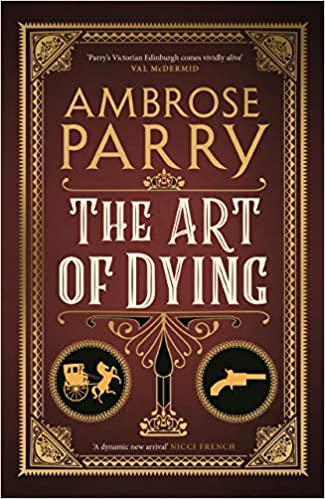 'Parry's Victorian Edinburgh comes vividly alive'
VAL McDERMID
AMBROSE
PARRY
THE ART
OF DYING
'A dynamic new arrival' NICCI FRENCH